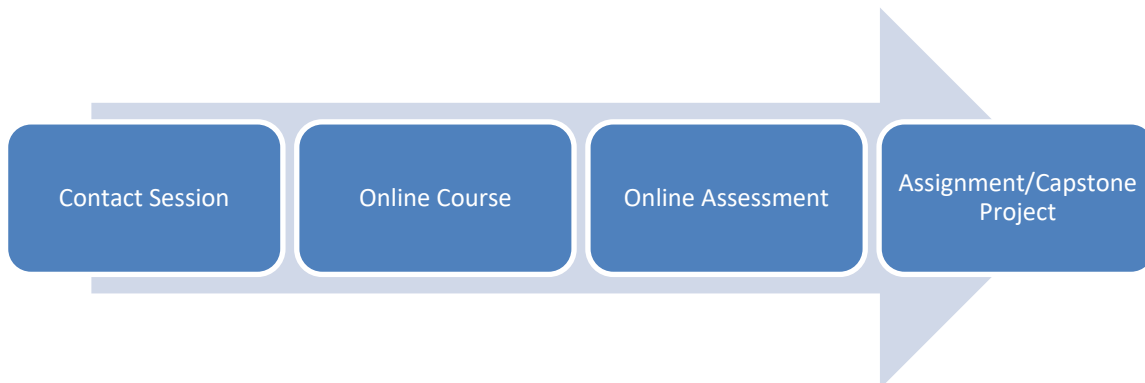 Contact Session
Online Course
Online Assessment
Assignment/Capstone
Project